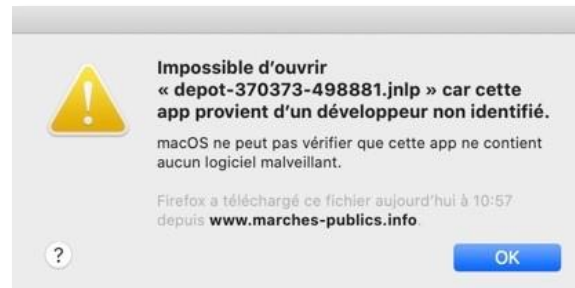 Impossible d'ouvrir
« depot-370373-498881.jnlp » car cette
app provient d'un développeur non identifié.
macOS ne peut pas vérifier que cette app ne contient
aucun logiciel malveillant.
Firefox a téléchargé ce fichier aujourd'hui à 10:57
depuis www.marches-publics.info.
?
OK